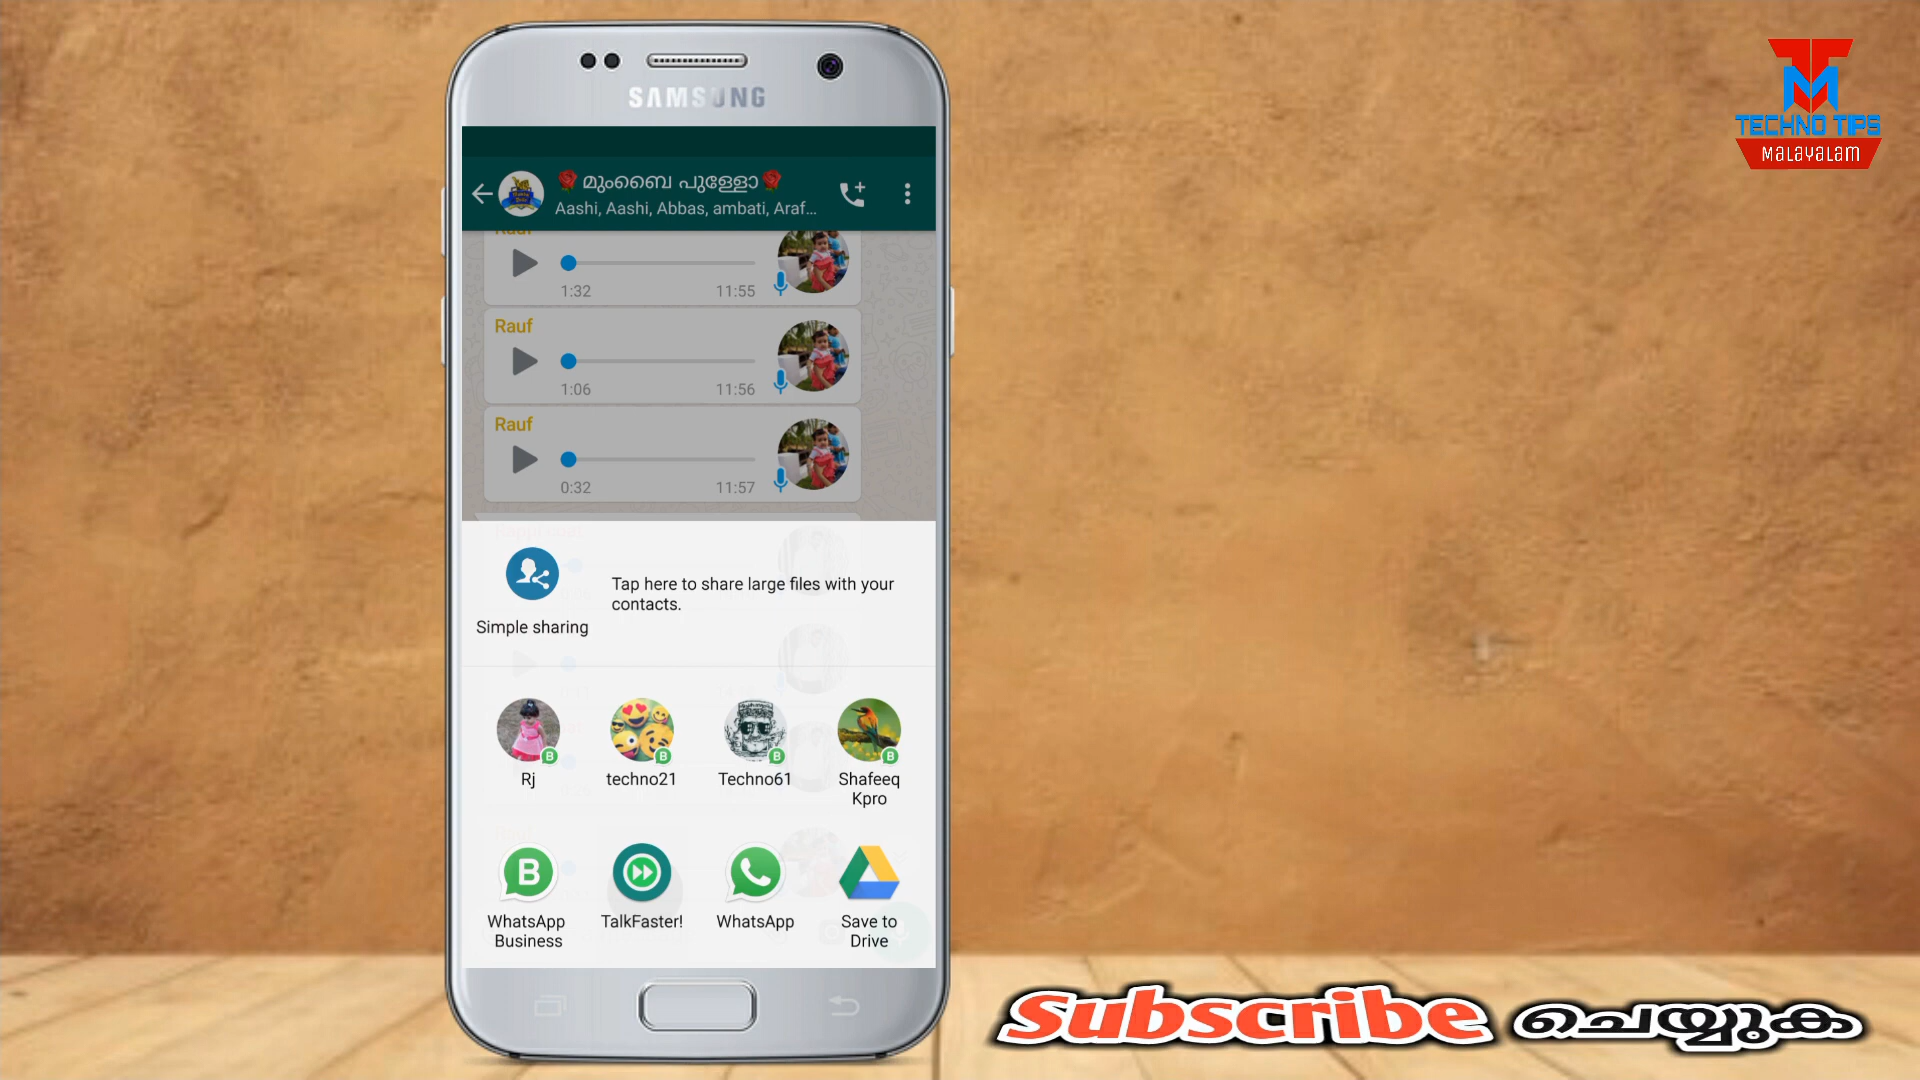 SAMSUNG
🌹മുംബൈ പുള്ളോ🌹
Aashi, Aashi, Abbas, ambati, Araf...
Rauf
1:32 11:55
Rauf
1:06 11:56
Rauf
0:32 11:57
Simple sharing
Tap here to share large files with your
contacts.
Rj
techno21
Techno61
Shafeeq
Kpro
B
WhatsApp
Business
TalkFaster!
WhatsApp
Save to
Drive
TM
TECHNO TIPS
MALAYALAM
Subscribe ചെയ്യുക